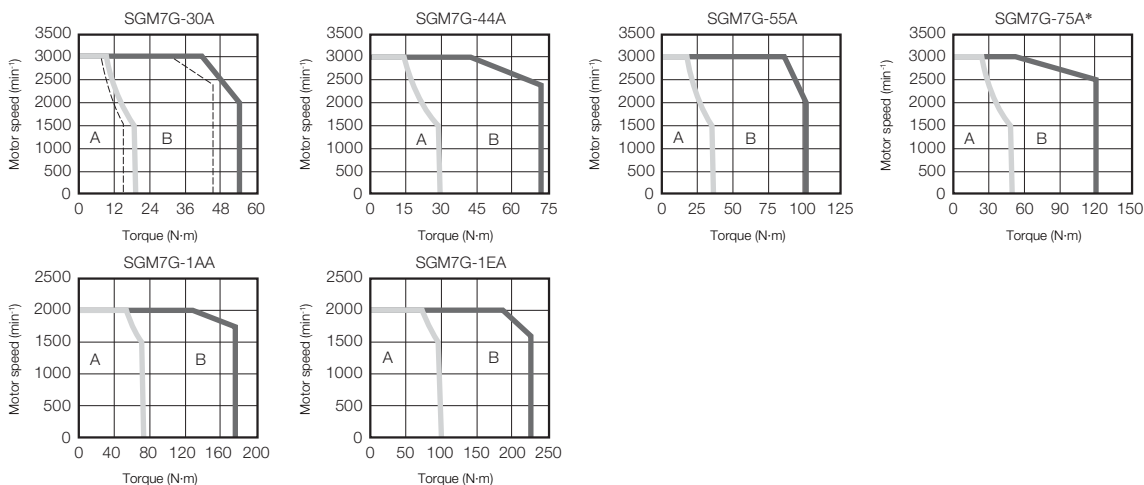 SGM7G-30A
SGM7G-44A
SGM7G-55A
SGM7G-75A*
Motor speed (min⁻¹)
3500
3000
2500
2000
1500
1000
500
0
A
B
0 12 24 36 48 60
Torque (N·m)
Motor speed (min⁻¹)
3500
3000
2500
2000
1500
1000
500
0
A
B
0 15 30 45 60 75
Torque (N·m)
Motor speed (min⁻¹)
3500
3000
2500
2000
1500
1000
500
0
A
B
0 25 50 75 100 125
Torque (N·m)
Motor speed (min⁻¹)
3500
3000
2500
2000
1500
1000
500
0
A
B
0 30 60 90 120 150
Torque (N·m)
SGM7G-1AA
SGM7G-1EA
Motor speed (min⁻¹)
2500
2000
1500
1000
500
0
A
B
0 40 80 120 160 200
Torque (N·m)
Motor speed (min⁻¹)
2500
2000
1500
1000
500
0
A
B
0 50 100 150 200 250
Torque (N·m)